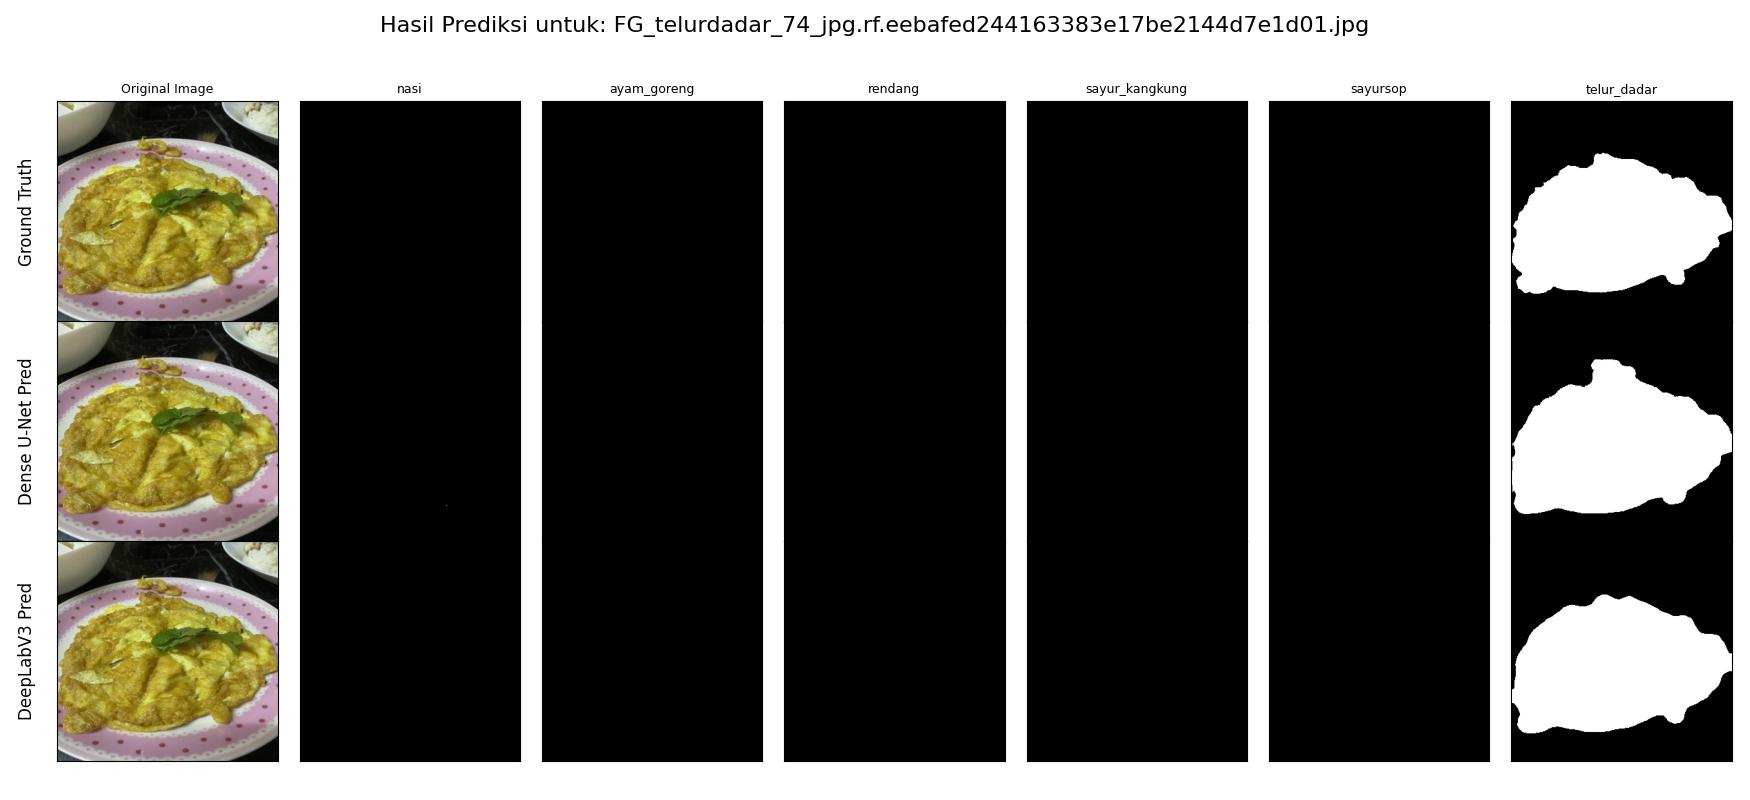 Hasil Prediksi untuk: FG_telurdadar_74_jpg.rf.eebafed244163383e17be2144d7e1d01.jpg
Original Image
nasi
ayam_goreng
rendang
sayur_kangkung
sayursop
telur_dadar
Ground Truth
Dense U-Net Pred
DeepLabV3 Pred